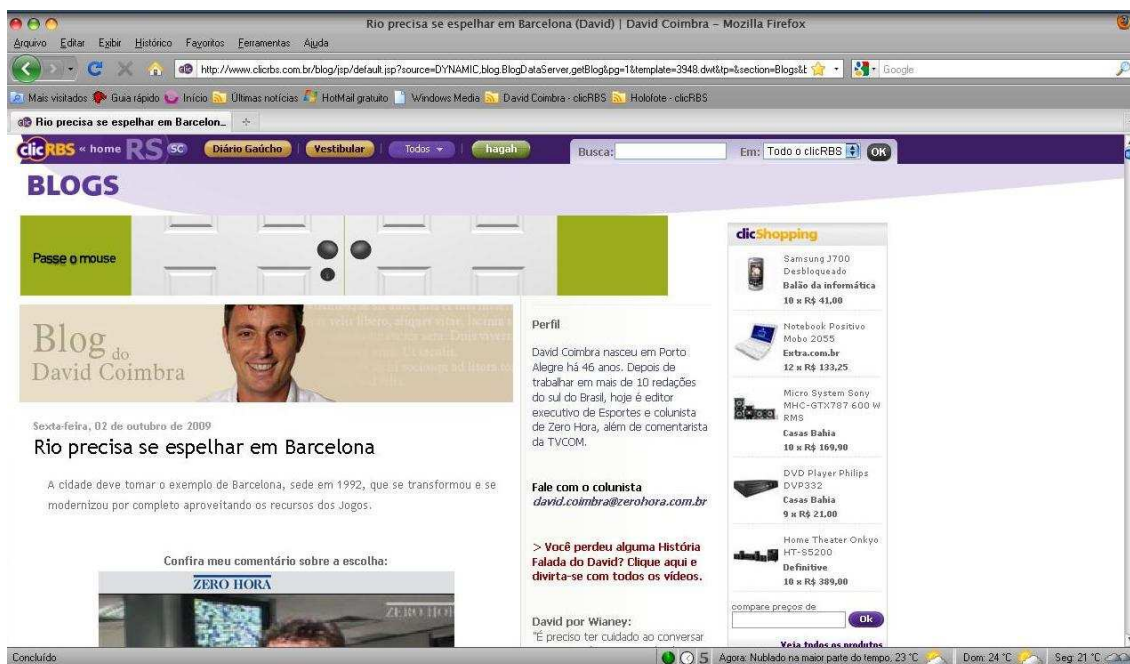 Rio precisa se espelhar em Barcelona (David) | David Coimbra – Mozilla Firefox
Arquivo Editar Exibir Histórico Favoritos Ferramentas Ajuda
http://www.clicrbs.com.br/blog/jsp/default.jsp?source=DYNAMIC,blog.BlogDataServer,getBlog&pg=1&template=3948.dwt&tp=&section=Blogs&t
Google
Mais visitados Guia rápido Início Últimas notícias HotMail gratuito Windows Media David Coimbra - clicRBS Holofote - clicRBS
Rio precisa se espelhar em Barcelon...
clicRBS « home RS SC Diário Gaúcho Vestibular Todos hagah Busca: Em: Todo o clicRBS OK
BLOGS
Passe o mouse
Blog do
David Coimbra
Sexta-feira, 02 de outubro de 2009
Rio precisa se espelhar em Barcelona
A cidade deve tomar o exemplo de Barcelona, sede em 1992, que se transformou e se
modernizou por completo aproveitando os recursos dos Jogos.
Confira meu comentário sobre a escolha:
ZERO HORA
Perfil
David Coimbra nasceu em Porto
Alegre há 46 anos. Depois de
trabalhar em mais de 10 redações
do sul do Brasil, hoje é editor
executivo de Esportes e colunista
de Zero Hora, além de comentarista
da TVCOM.
Fale com o colunista
david.coimbra@zerohora.com.br
> Você perdeu alguma História
Falada do David? Clique aqui e
divirta-se com todos os vídeos.
David por Wianey:
"É preciso ter cuidado ao conversar
clicShopping
Samsung J700
Desbloqueado
Balão da informática
10 x R$ 41,00
Notebook Positivo
Mobo 2055
Extra.com.br
12 x R$ 133,25
Micro System Sony
MHC-GTX787 600 W
RMS
Casas Bahia
10 x R$ 169,90
DVD Player Philips
DVP332
Casas Bahia
9 x R$ 21,00
Home Theater Onkyo
HT-S5200
Definitive
10 x R$ 389,00
compare preços de
Ok
Veja todos os produtos
Concluído
5 Agora: Nublado na maior parte do tempo, 23 °C Dom: 24 °C Seg: 21 °C